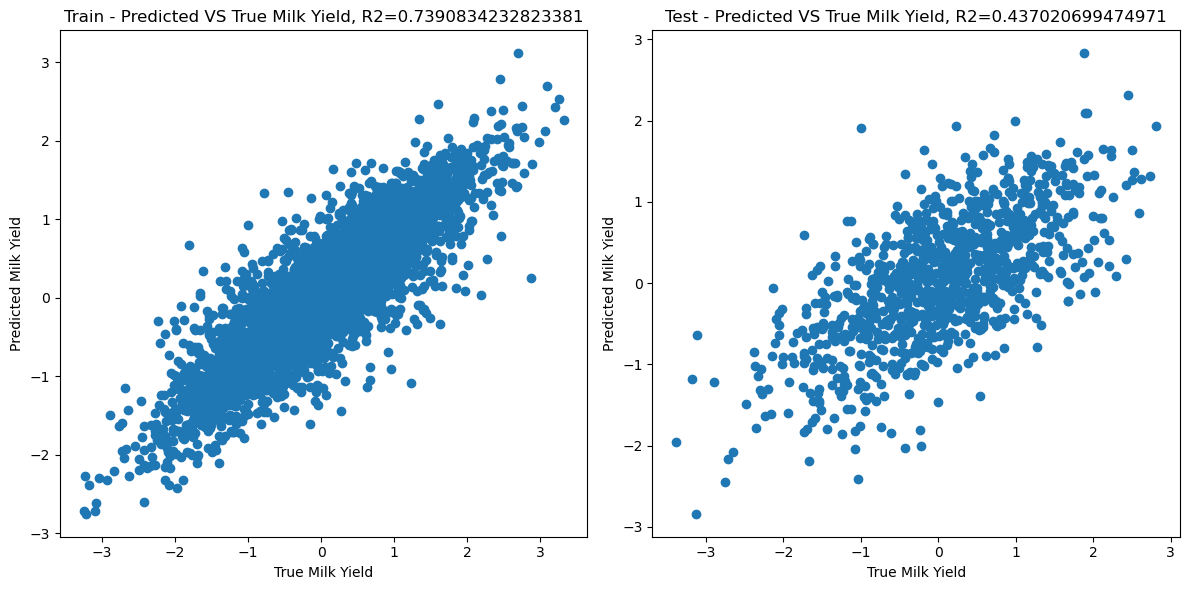 Train - Predicted VS True Milk Yield, R2=0.7390834232823381
Predicted Milk Yield
3
2
1
0
−1
−2
−3
−3 −2 −1 0 1 2 3
True Milk Yield
Test - Predicted VS True Milk Yield, R2=0.437020699474971
Predicted Milk Yield
3
2
1
0
−1
−2
−3
−3 −2 −1 0 1 2 3
True Milk Yield